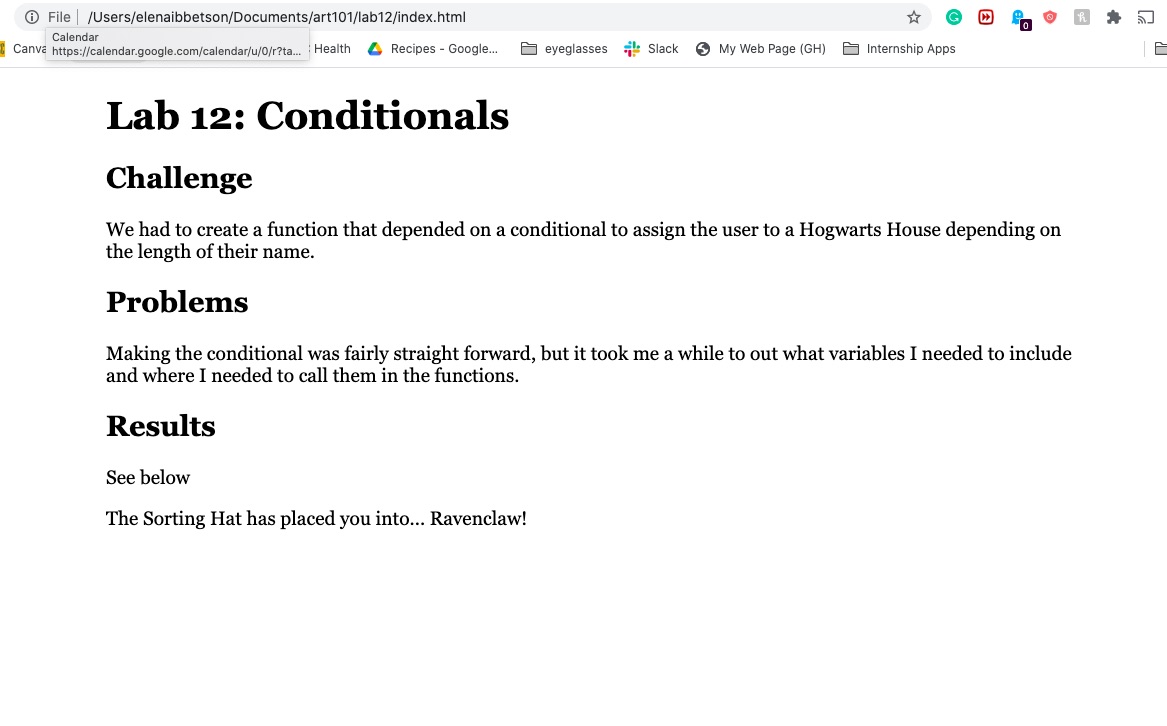 File /Users/elenaibbetson/Documents/art101/lab12/index.html
0
Calendar
https://calendar.google.com/calendar/u/0/r?ta...
Canva Health Recipes - Google... eyeglasses Slack My Web Page (GH) Internship Apps
Lab 12: Conditionals
Challenge
We had to create a function that depended on a conditional to assign the user to a Hogwarts House depending on
the length of their name.
Problems
Making the conditional was fairly straight forward, but it took me a while to out what variables I needed to include
and where I needed to call them in the functions.
Results
See below
The Sorting Hat has placed you into... Ravenclaw!